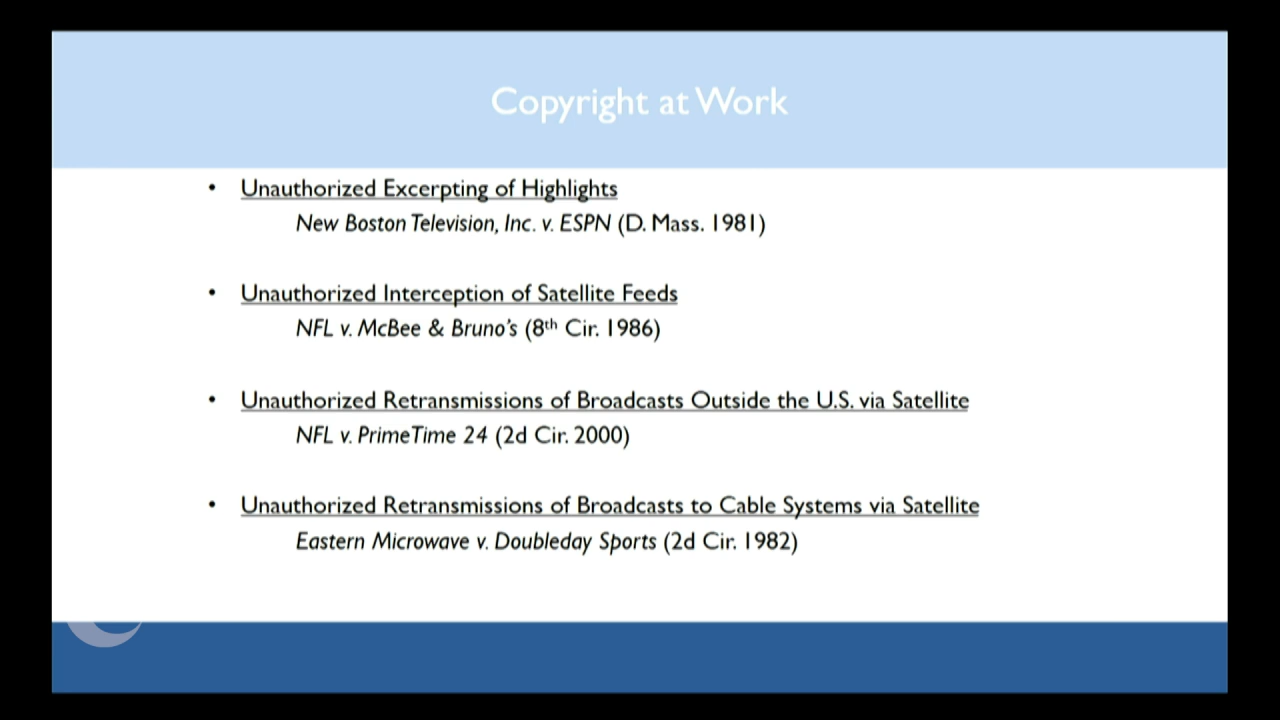 Copyright at Work
• Unauthorized Excerpting of Highlights
New Boston Television, Inc. v. ESPN (D. Mass. 1981)
• Unauthorized Interception of Satellite Feeds
NFL v. McBee & Bruno's (8th Cir. 1986)
• Unauthorized Retransmissions of Broadcasts Outside the U.S. via Satellite
NFL v. PrimeTime 24 (2d Cir. 2000)
• Unauthorized Retransmissions of Broadcasts to Cable Systems via Satellite
Eastern Microwave v. Doubleday Sports (2d Cir. 1982)